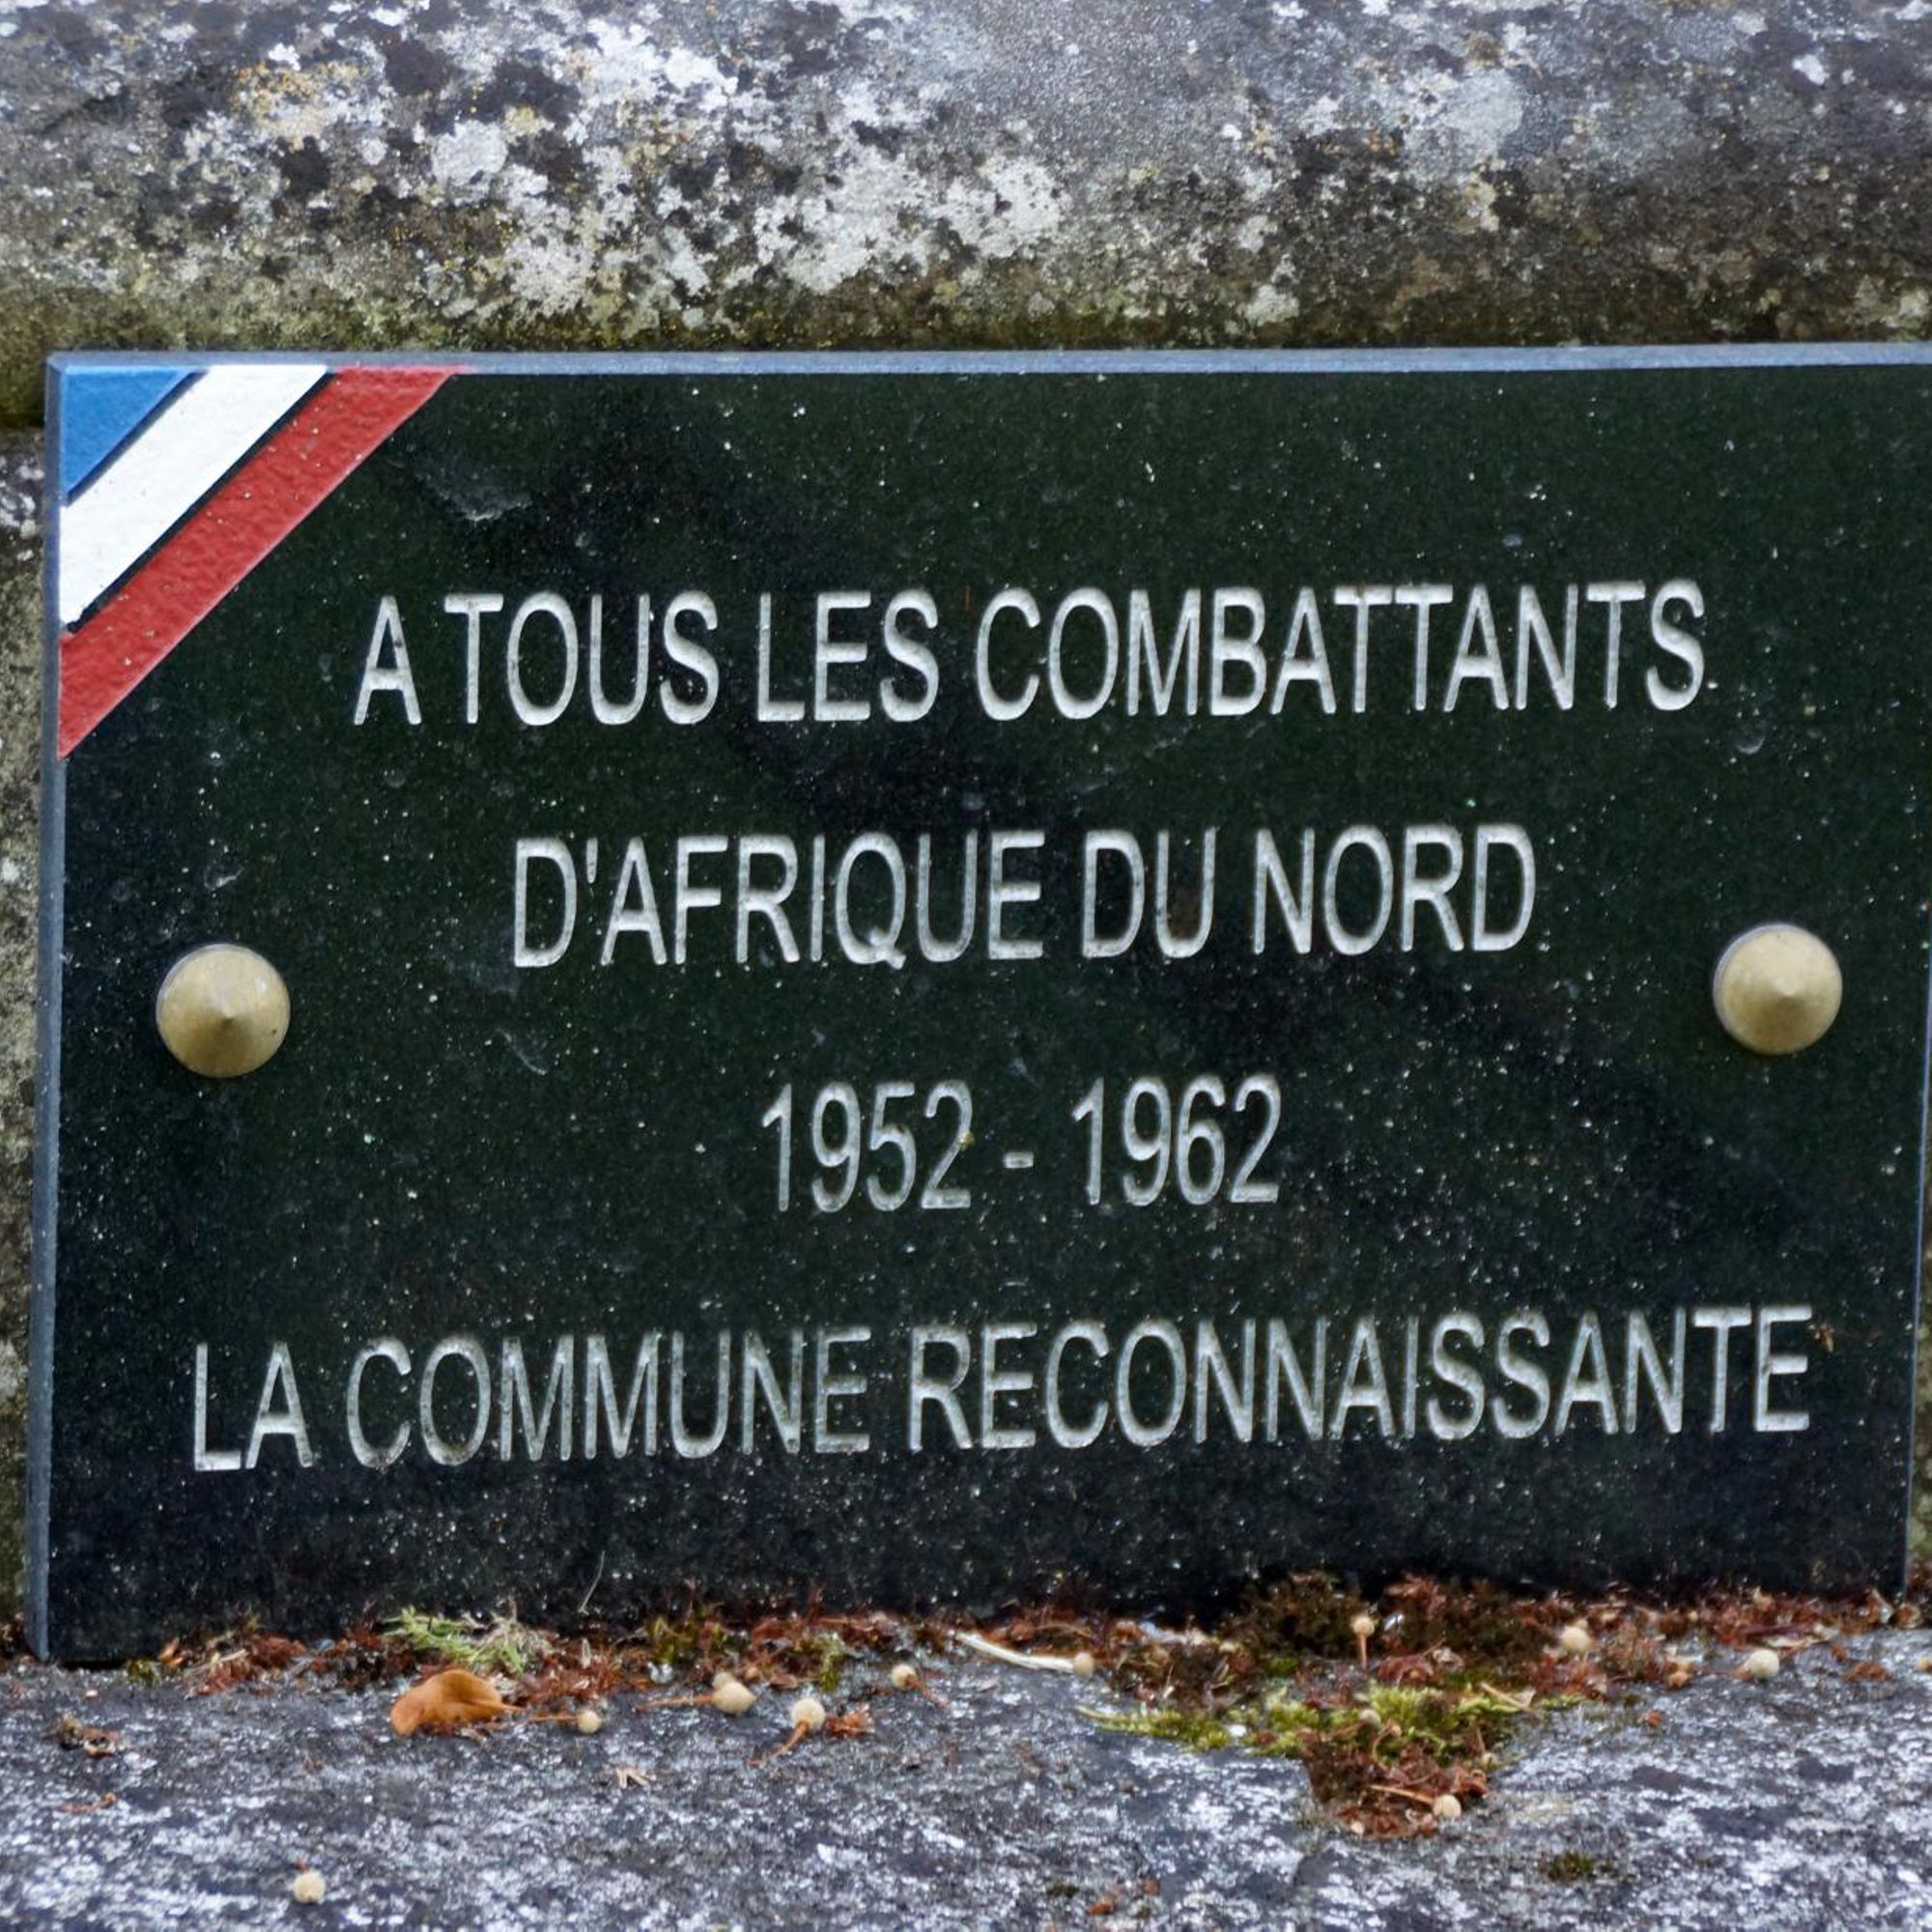 A TOUS LES COMBATTANTS
D'AFRIQUE DU NORD
1952 - 1962
LA COMMUNE RECONNAISSANTE